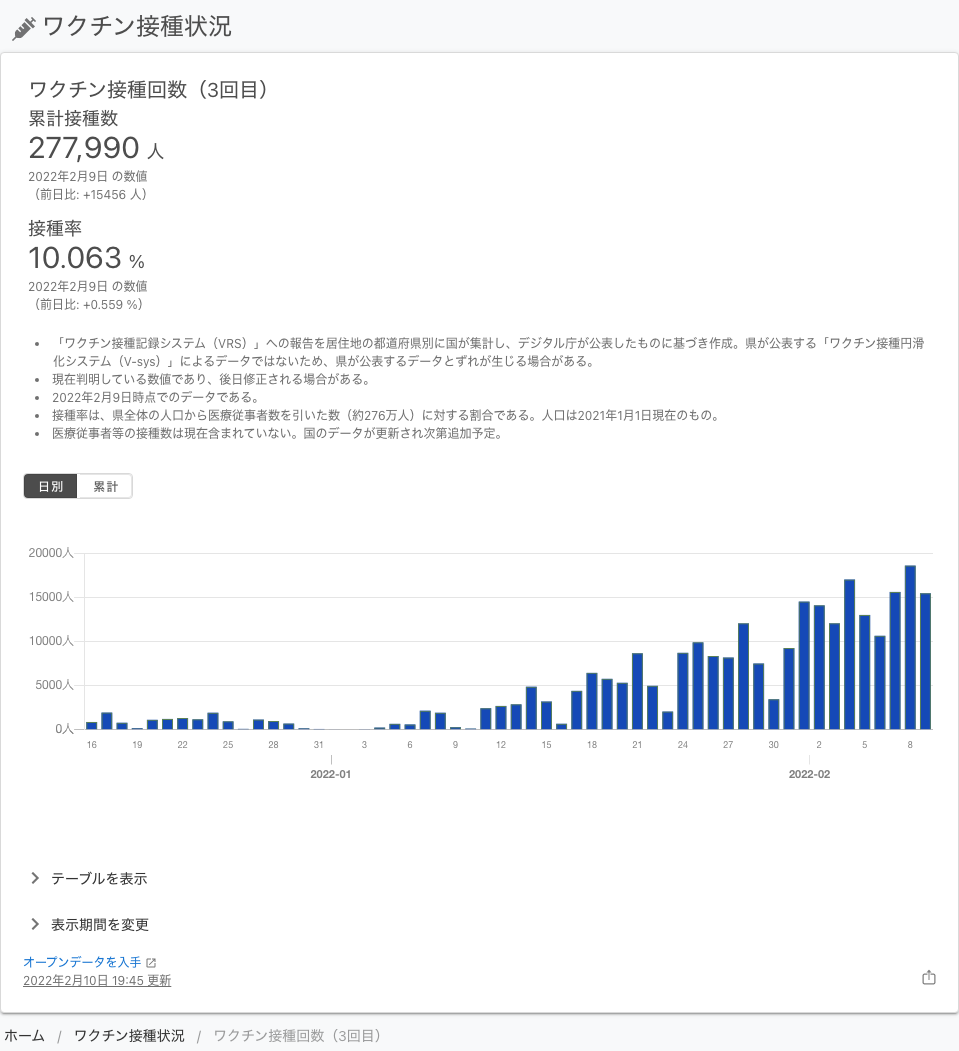 ワクチン接種状況
ワクチン接種回数（3回目）
累計接種数
277,990 人
2022年2月9日 の数値
（前日比: +15456 人）
接種率
10.063 %
2022年2月9日 の数値
（前日比: +0.559 %）
• 「ワクチン接種記録システム（VRS）」への報告を居住地の都道府県別に国が集計し、デジタル庁が公表したものに基づき作成。県が公表する「ワクチン接種円滑
化システム（V-sys）」によるデータではないため、県が公表するデータとずれが生じる場合がある。
• 現在判明している数値であり、後日修正される場合がある。
• 2022年2月9日時点でのデータである。
• 接種率は、県全体の人口から医療従事者数を引いた数（約276万人）に対する割合である。人口は2021年1月1日現在のもの。
• 医療従事者等の接種数は現在含まれていない。国のデータが更新され次第追加予定。
日別 累計
20000人
15000人
10000人
5000人
0人
16 19 22 25 28 31 3 6 9 12 15 18 21 24 27 30 2 5 8
2022-01 2022-02
テーブルを表示
表示期間を変更
オープンデータを入手
2022年2月10日 19:45 更新
ホーム / ワクチン接種状況 / ワクチン接種回数（3回目）